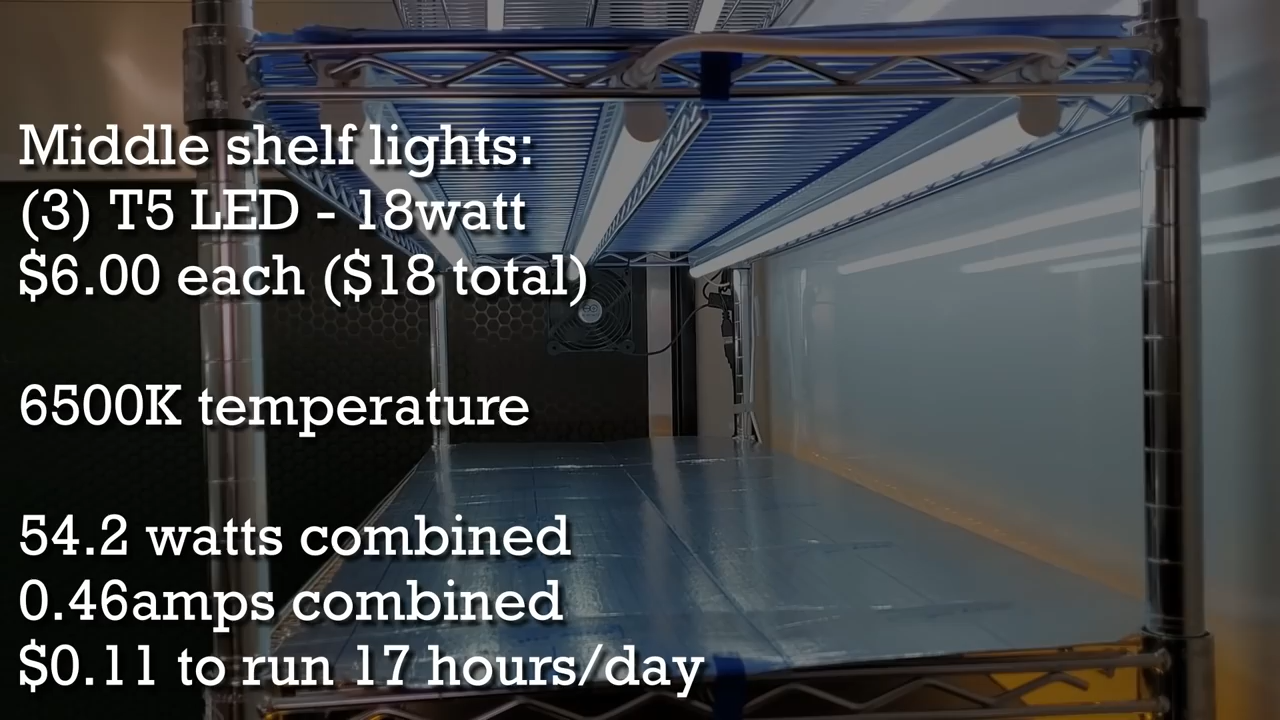 Middle shelf lights:
(3) T5 LED - 18watt
$6.00 each ($18 total)
6500K temperature
54.2 watts combined
0.46amps combined
$0.11 to run 17 hours/day